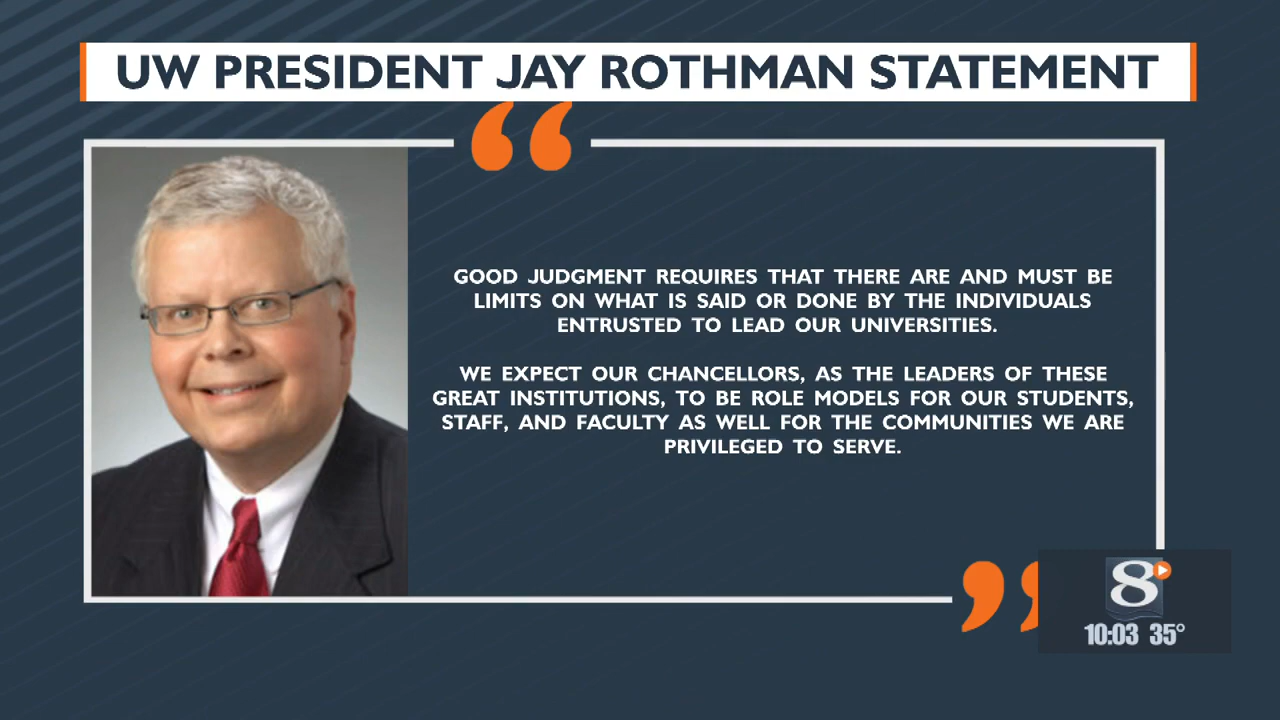 UW PRESIDENT JAY ROTHMAN STATEMENT
“
GOOD JUDGMENT REQUIRES THAT THERE ARE AND MUST BE
LIMITS ON WHAT IS SAID OR DONE BY THE INDIVIDUALS
ENTRUSTED TO LEAD OUR UNIVERSITIES.
WE EXPECT OUR CHANCELLORS, AS THE LEADERS OF THESE
GREAT INSTITUTIONS, TO BE ROLE MODELS FOR OUR STUDENTS,
STAFF, AND FACULTY AS WELL FOR THE COMMUNITIES WE ARE
PRIVILEGED TO SERVE.
”
8
10:03 35°